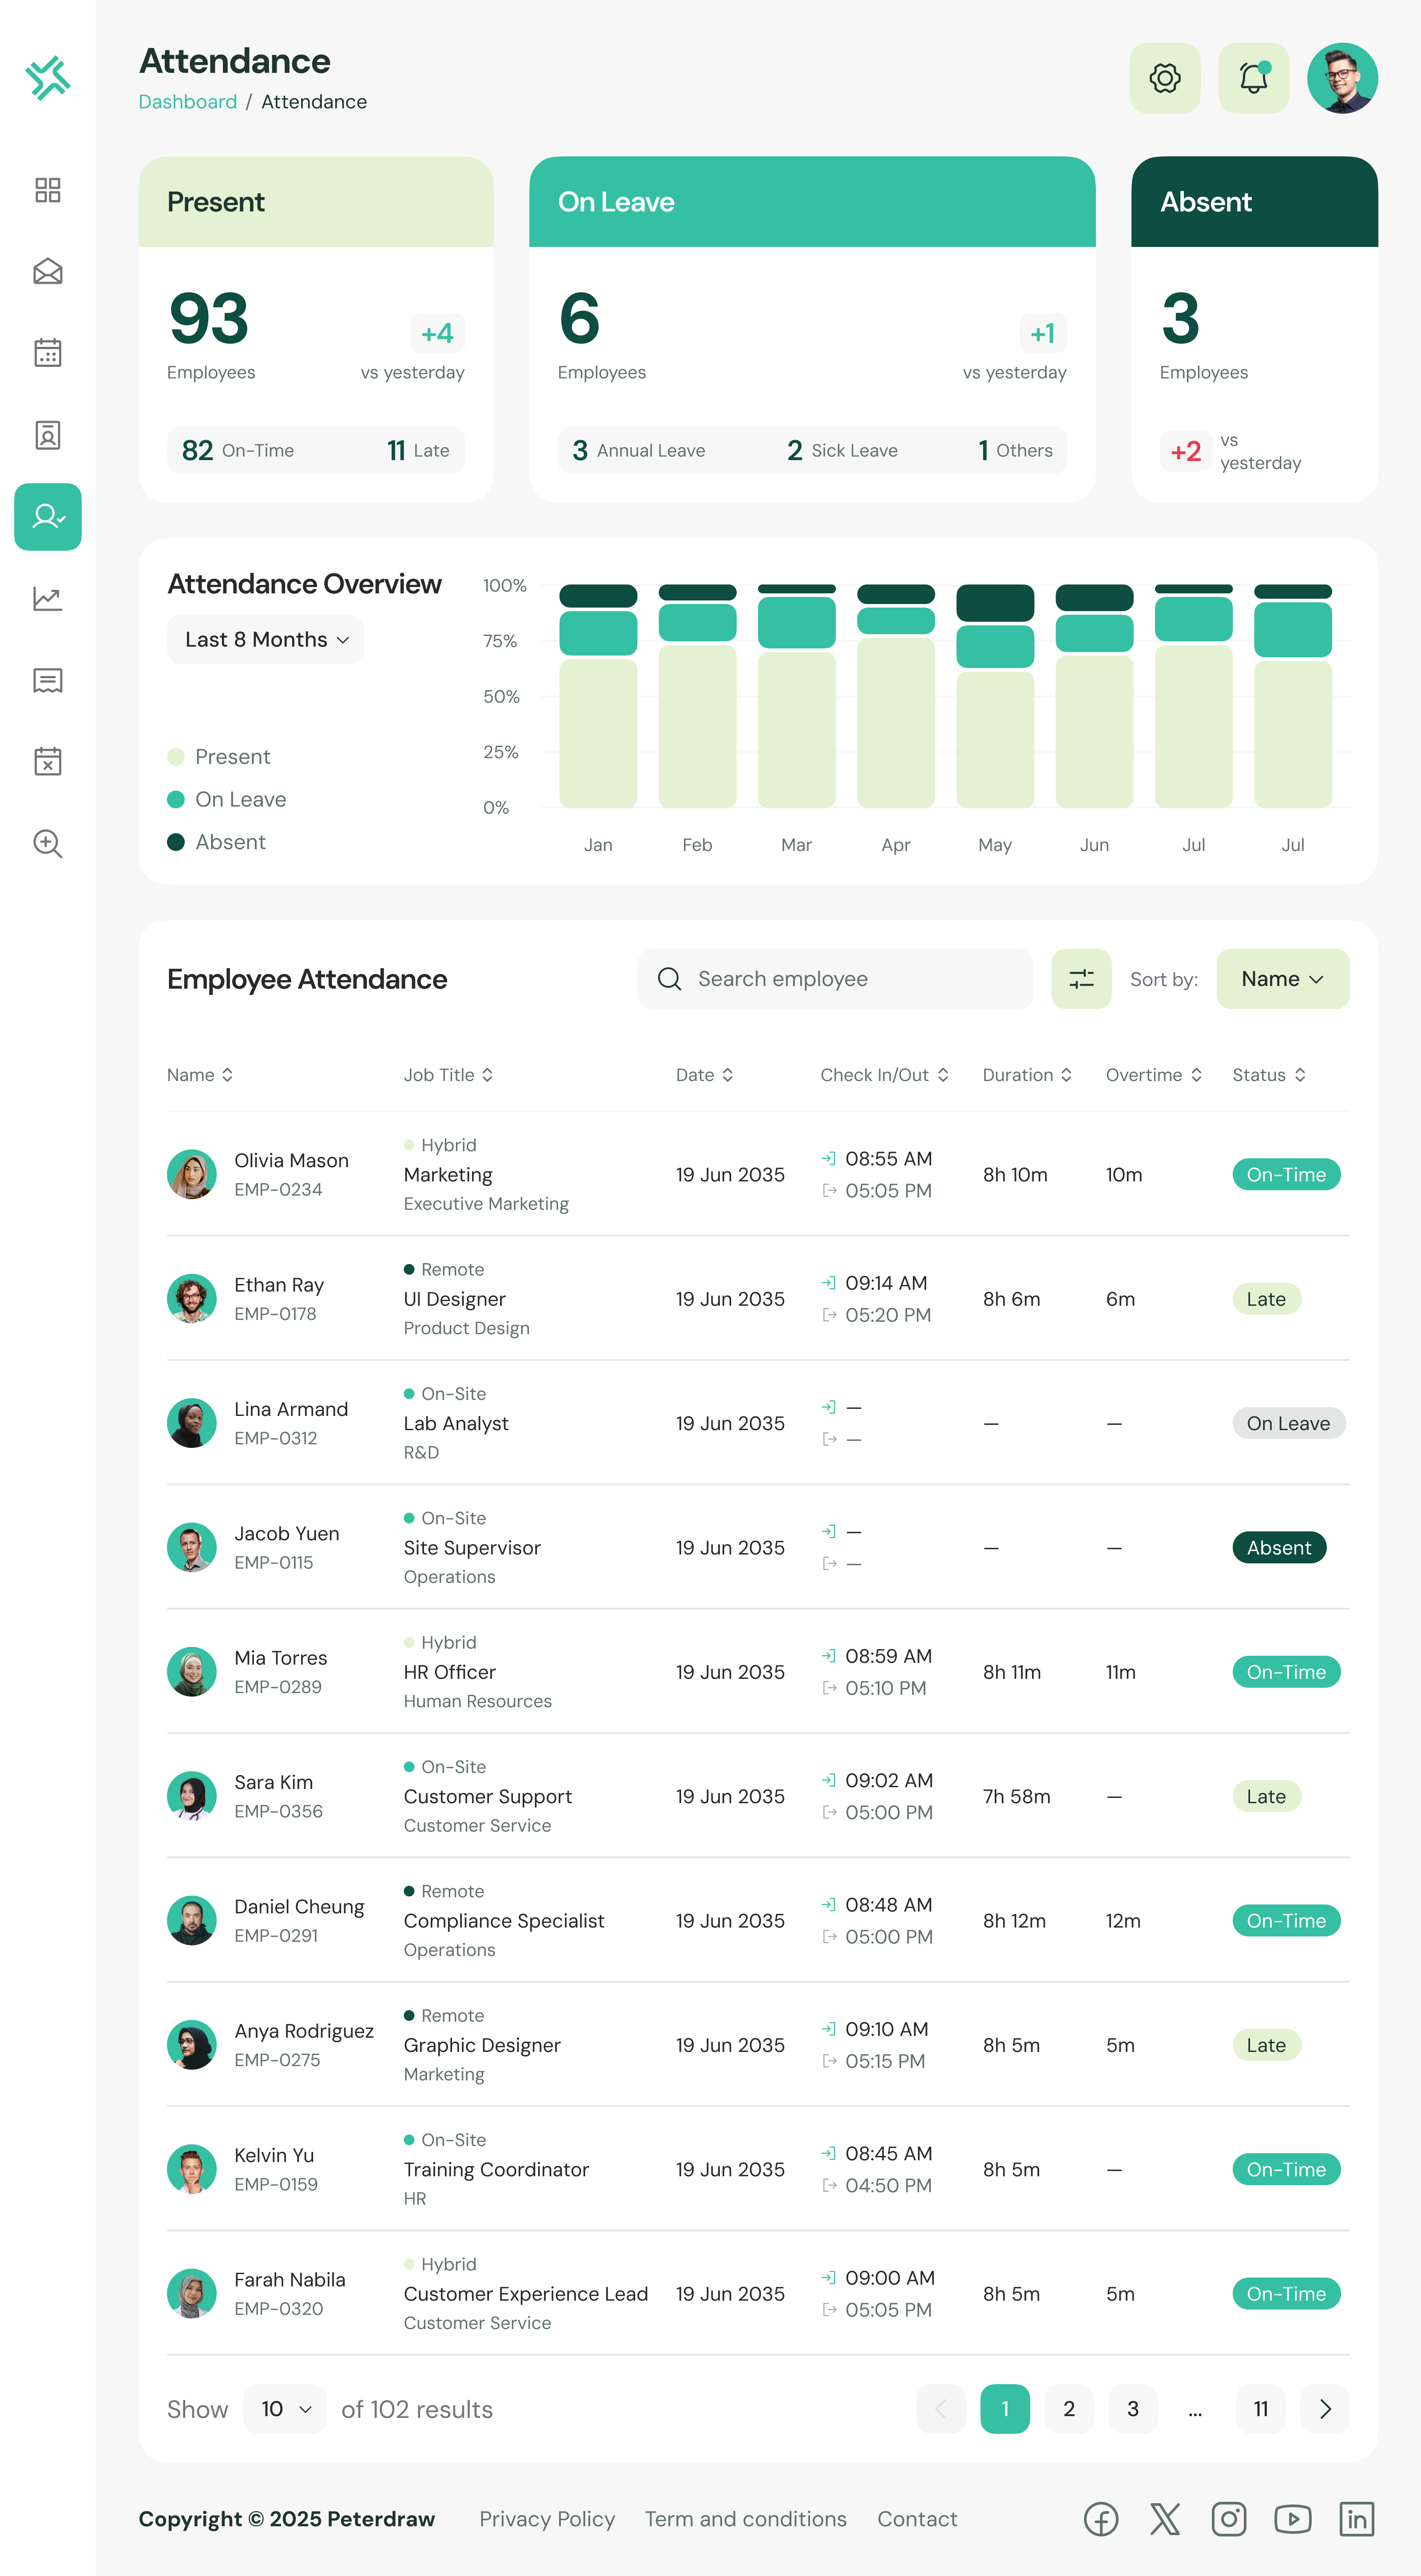 Attendance
Dashboard / Attendance
Present
93
Employees
+4
vs yesterday
82 On-Time
11 Late
On Leave
6
Employees
+1
vs yesterday
3 Annual Leave
2 Sick Leave
1 Others
Absent
3
Employees
+2
vs
yesterday
Attendance Overview
Last 8 Months
Present
On Leave
Absent
100%
75%
50%
25%
0%
Jan Feb Mar Apr May Jun Jul Jul
Employee Attendance
Search employee
Sort by:
Name
Name Job Title Date Check In/Out Duration Overtime Status
Olivia Mason
EMP-0234
Hybrid
Marketing
Executive Marketing
19 Jun 2035
08:55 AM
05:05 PM
8h 10m
10m
On-Time
Ethan Ray
EMP-0178
Remote
UI Designer
Product Design
19 Jun 2035
09:14 AM
05:20 PM
8h 6m
6m
Late
Lina Armand
EMP-0312
On-Site
Lab Analyst
R&D
19 Jun 2035
—
—
—
—
On Leave
Jacob Yuen
EMP-0115
On-Site
Site Supervisor
Operations
19 Jun 2035
—
—
—
—
Absent
Mia Torres
EMP-0289
Hybrid
HR Officer
Human Resources
19 Jun 2035
08:59 AM
05:10 PM
8h 11m
11m
On-Time
Sara Kim
EMP-0356
On-Site
Customer Support
Customer Service
19 Jun 2035
09:02 AM
05:00 PM
7h 58m
—
Late
Daniel Cheung
EMP-0291
Remote
Compliance Specialist
Operations
19 Jun 2035
08:48 AM
05:00 PM
8h 12m
12m
On-Time
Anya Rodriguez
EMP-0275
Remote
Graphic Designer
Marketing
19 Jun 2035
09:10 AM
05:15 PM
8h 5m
5m
Late
Kelvin Yu
EMP-0159
On-Site
Training Coordinator
HR
19 Jun 2035
08:45 AM
04:50 PM
8h 5m
—
On-Time
Farah Nabila
EMP-0320
Hybrid
Customer Experience Lead
Customer Service
19 Jun 2035
09:00 AM
05:05 PM
8h 5m
5m
On-Time
Show 10 of 102 results
1 2 3 ... 11
Copyright © 2025 Peterdraw
Privacy Policy
Term and conditions
Contact